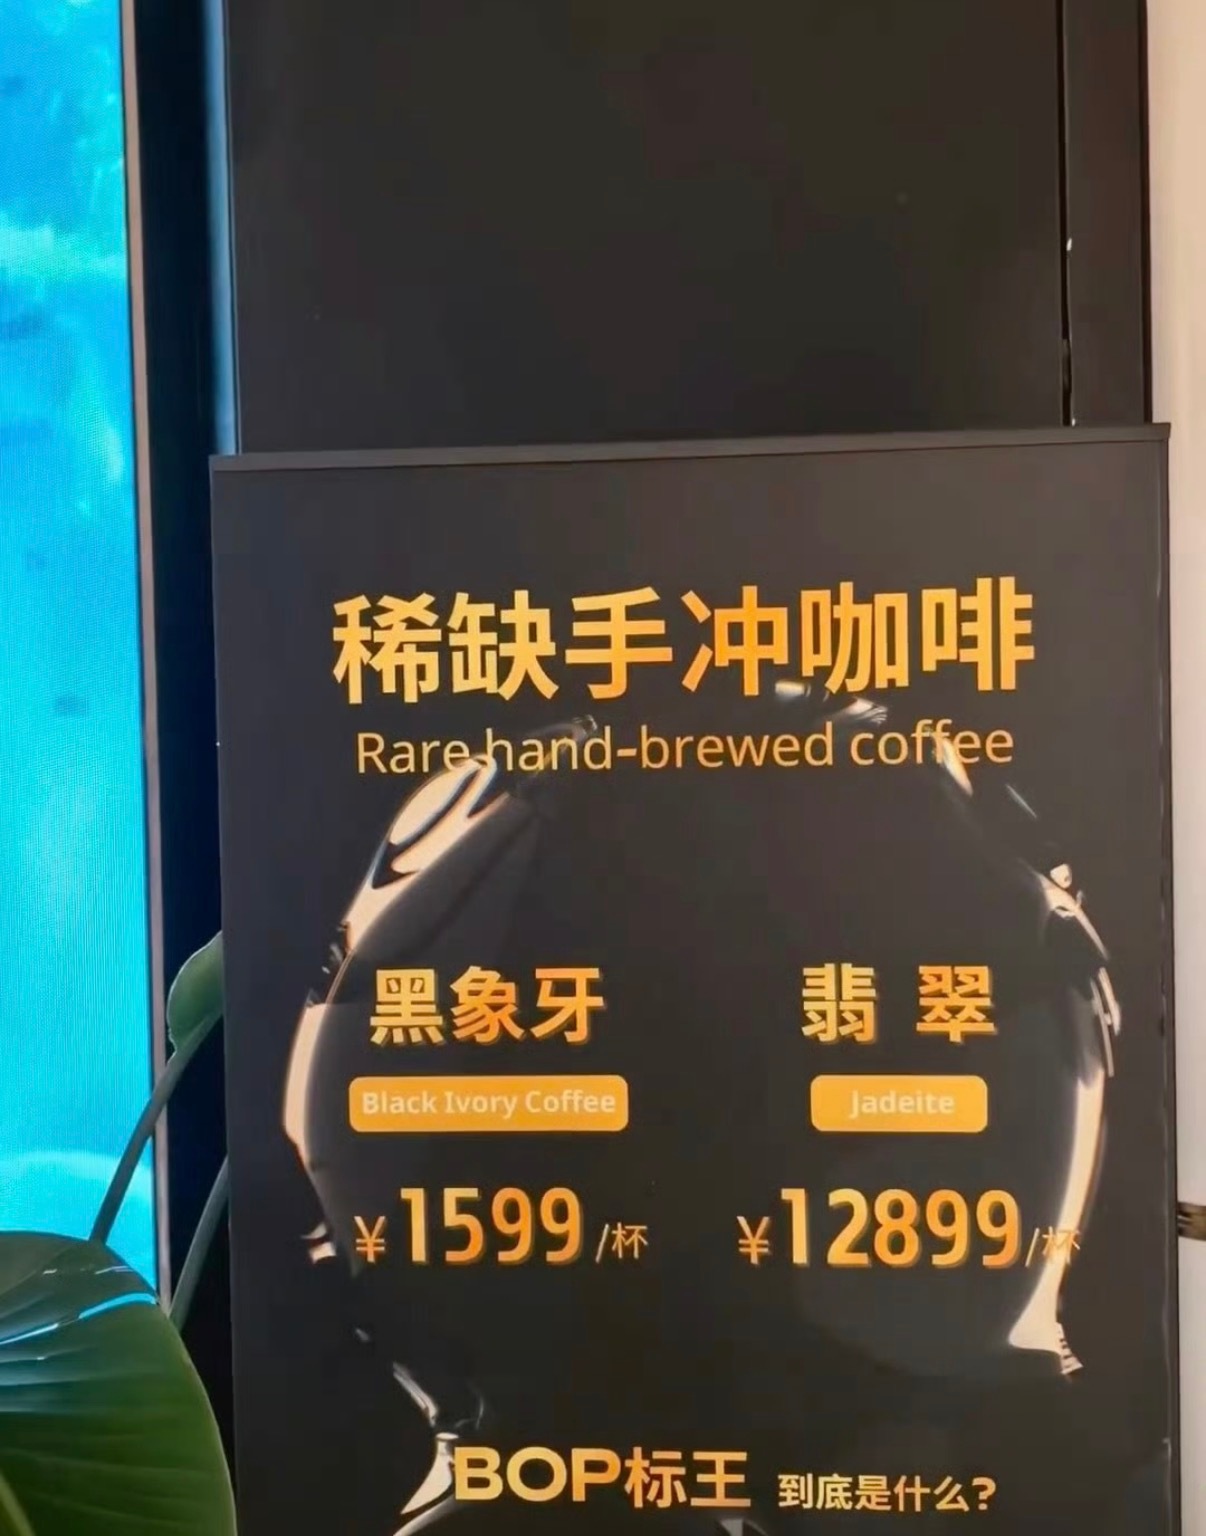 稀缺手冲咖啡
Rare hand-brewed coffee
黑象牙 翡翠
Black Ivory Coffee Jadeite
¥1599/杯 ¥12899/杯
BOP标王 到底是什么?